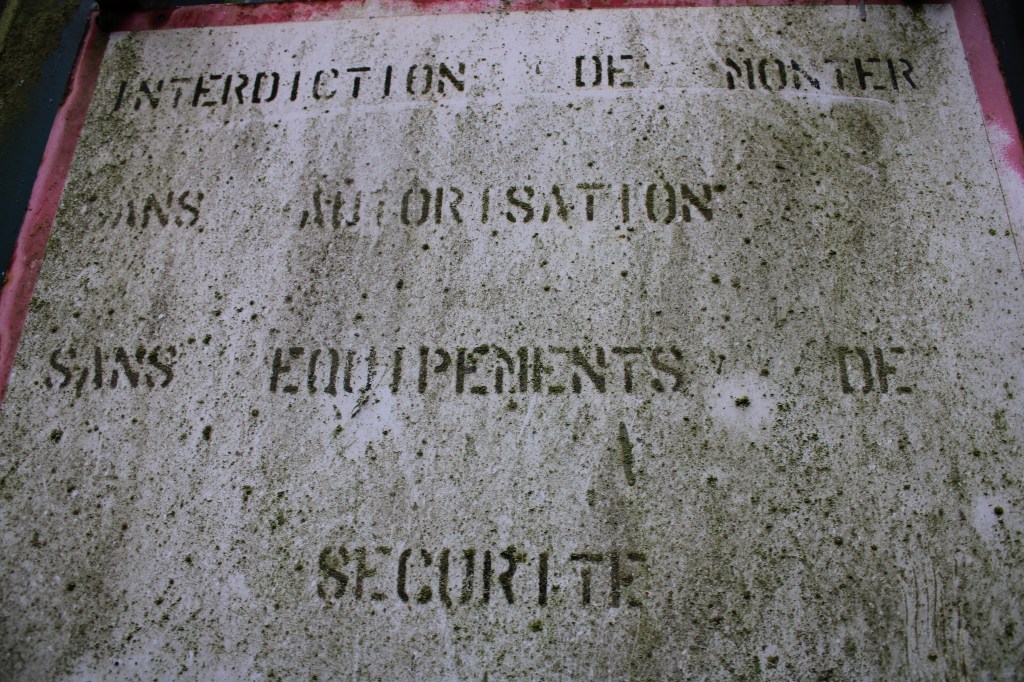 INTERDICTION DE MONTER
SANS AUTORISATION
SANS EQUIPEMENTS DE
SECURITE